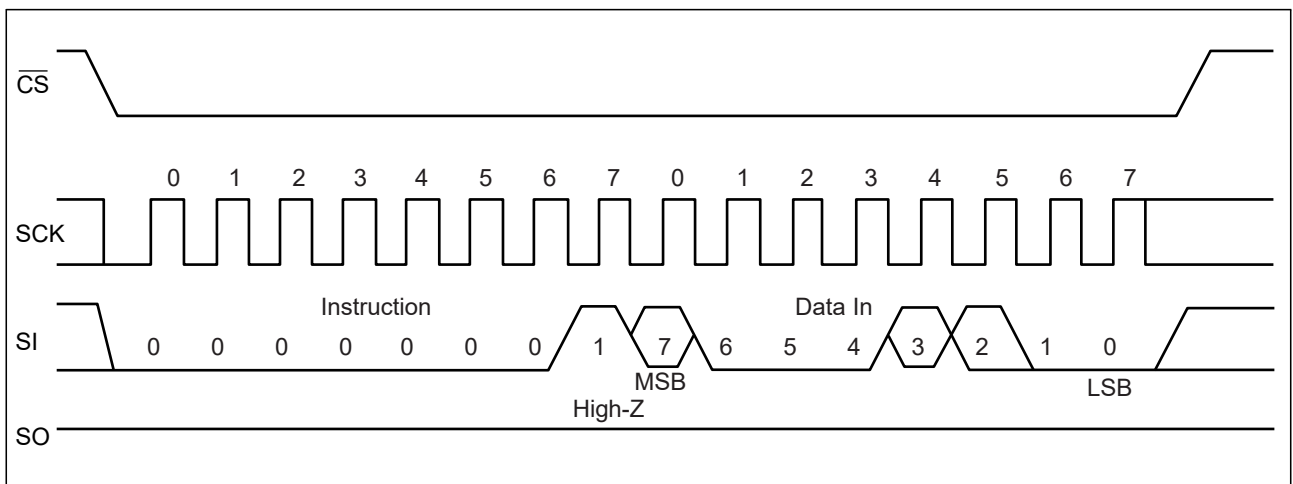 CS
0 1 2 3 4 5 6 7 0 1 2 3 4 5 6 7
SCK
Instruction Data In
SI 0 0 0 0 0 0 0 1 7 6 5 4 3 2 1 0
MSB LSB
High-Z
SO